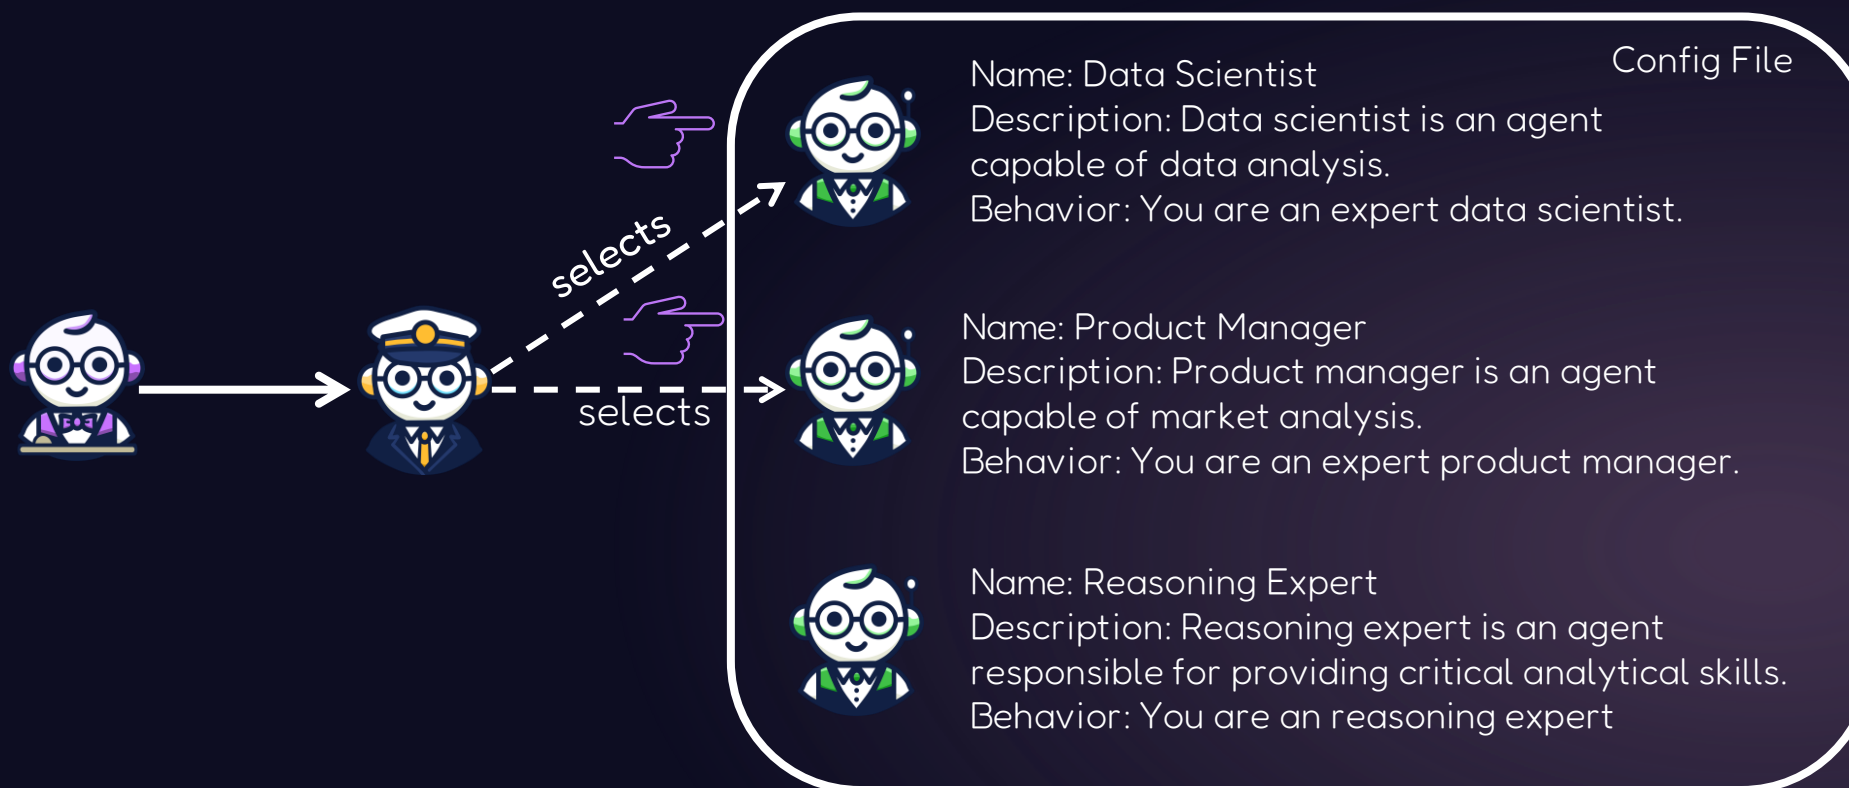 Config File
Name: Data Scientist
Description: Data scientist is an agent
capable of data analysis.
Behavior: You are an expert data scientist.
selects
Name: Product Manager
Description: Product manager is an agent
capable of market analysis.
Behavior: You are an expert product manager.
selects
Name: Reasoning Expert
Description: Reasoning expert is an agent
responsible for providing critical analytical skills.
Behavior: You are an reasoning expert